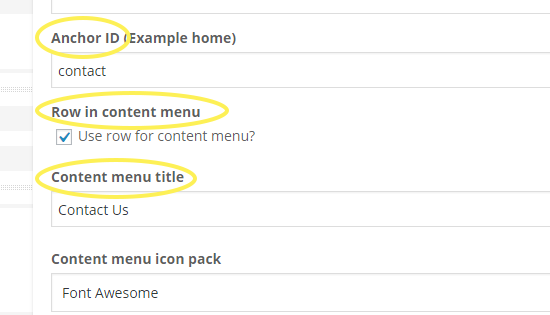 Anchor ID (Example home)
contact
Row in content menu
Use row for content menu?
Content menu title
Contact Us
Content menu icon pack
Font Awesome